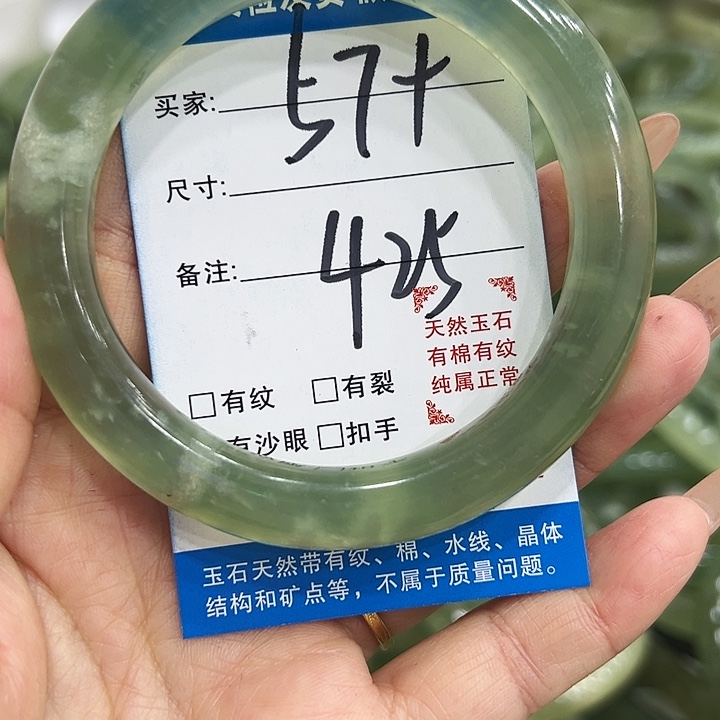 买家: 57+
尺寸:
备注: 425
天然玉石
有棉有纹
纯属正常
□有纹 □有裂
有沙眼 □扣手
玉石天然带有纹、棉、水线、晶体
结构和矿点等，不属于质量问题。